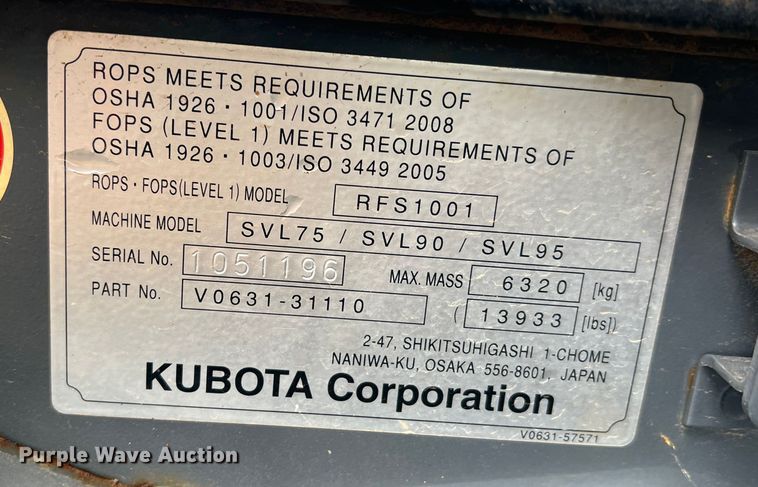 ROPS MEETS REQUIREMENTS OF
OSHA 1926 · 1001/ISO 3471 2008
FOPS (LEVEL 1) MEETS REQUIREMENTS OF
OSHA 1926 · 1003/ISO 3449 2005
ROPS · FOPS(LEVEL 1) MODEL RFS1001
MACHINE MODEL SVL75 / SVL90 / SVL95
SERIAL No. 1051196 MAX. MASS 6320 [kg]
PART No. V0631-31110 ( 13933 [lbs])
2-47, SHIKITSUHIGASHI 1-CHOME
NANIWA-KU, OSAKA 556-8601, JAPAN
KUBOTA Corporation
V0631-57571
Purple Wave Auction